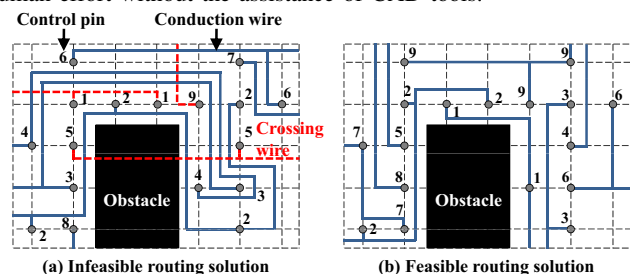 human effort without the assistance of CAD tools.
Control pin Conduction wire
6 7 9 9
1 2 1 9 2 6 2 1 2 9 3 6
4 5 5 7 5 4
Crossing wire
3 4 3 8 1 6
Obstacle Obstacle
2 8 2 2 7 3
(a) Infeasible routing solution (b) Feasible routing solution